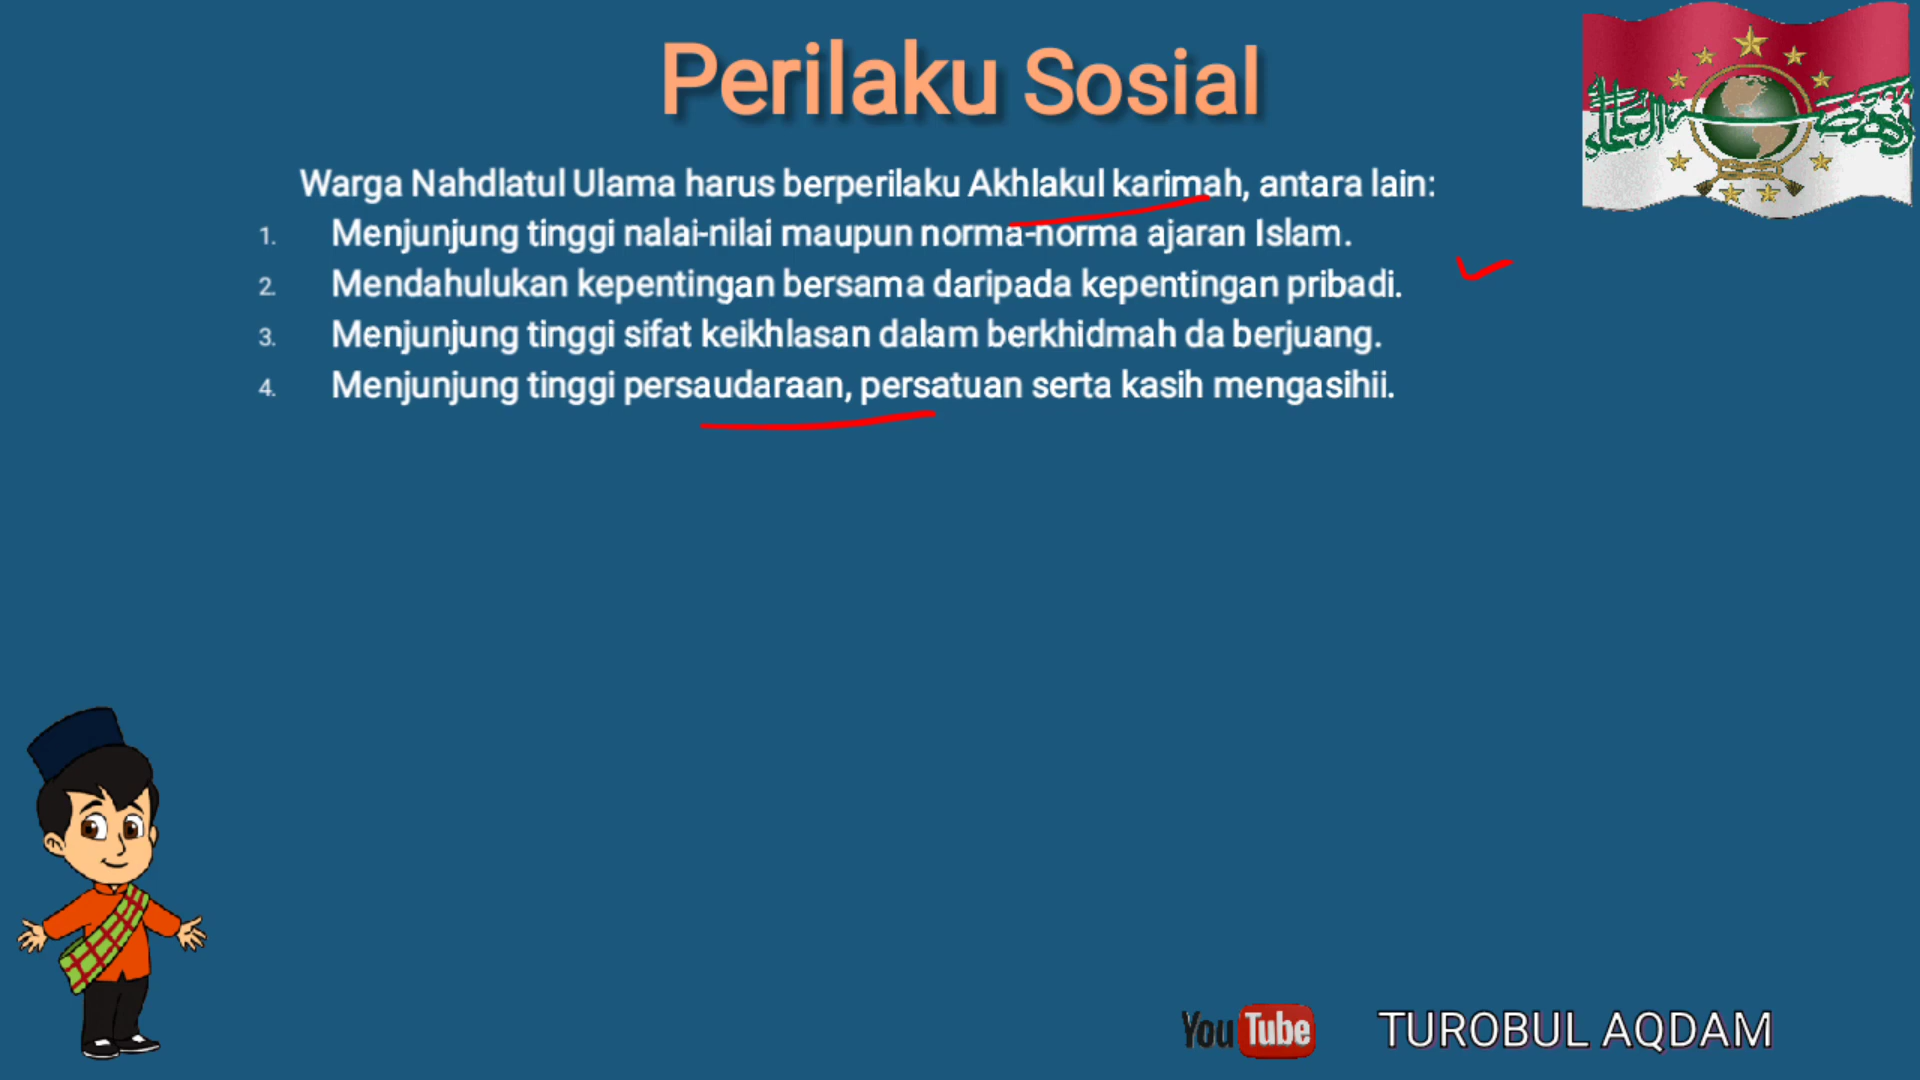 Perilaku Sosial
Warga Nahdlatul Ulama harus berperilaku Akhlakul karimah, antara lain:
1. Menjunjung tinggi nalai-nilai maupun norma-norma ajaran Islam.
2. Mendahulukan kepentingan bersama daripada kepentingan pribadi.
3. Menjunjung tinggi sifat keikhlasan dalam berkhidmah da berjuang.
4. Menjunjung tinggi persaudaraan, persatuan serta kasih mengasihii.
YouTube TUROBUL AQDAM